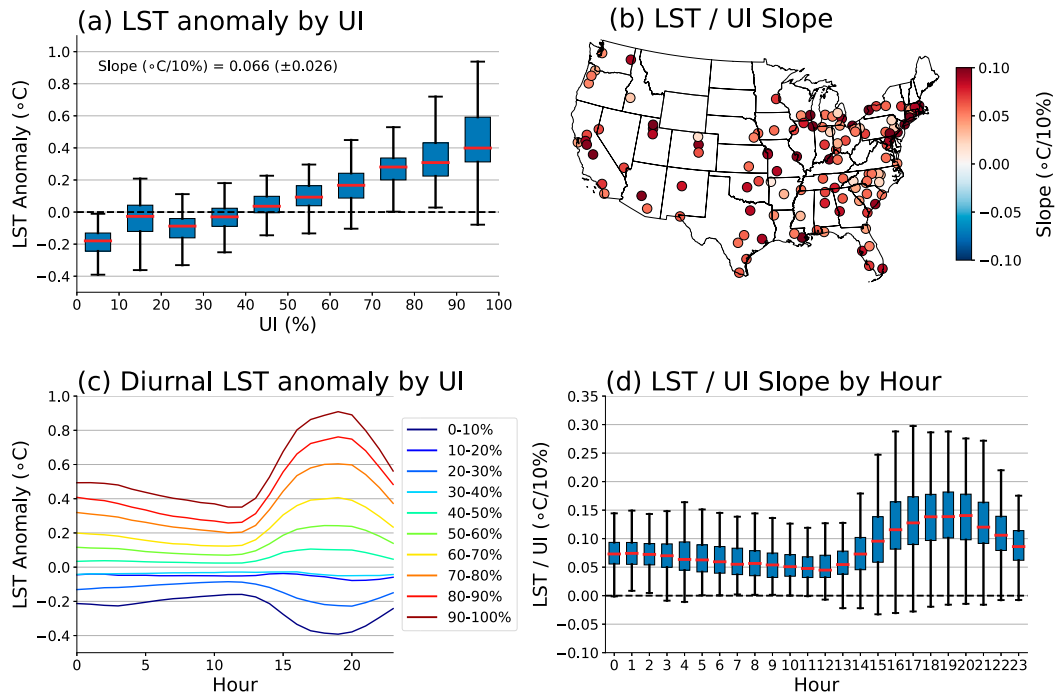 (a) LST anomaly by UI
1.0
0.8
0.6
0.4
0.2
0.0
−0.2
−0.4
LST Anomaly (∘C)
Slope (∘C/10%) = 0.066 (±0.026)
0 10 20 30 40 50 60 70 80 90 100
UI (%)
(b) LST / UI Slope
0.10
0.05
0.00
−0.05
−0.10
Slope (∘C/10%)
(c) Diurnal LST anomaly by UI
1.0
0.8
0.6
0.4
0.2
0.0
−0.2
−0.4
LST Anomaly (∘C)
0 5 10 15 20
Hour
0-10%
10-20%
20-30%
30-40%
40-50%
50-60%
60-70%
70-80%
80-90%
90-100%
(d) LST / UI Slope by Hour
0.35
0.30
0.25
0.20
0.15
0.10
0.05
0.00
−0.05
−0.10
LST / UI (∘C/10%)
0 1 2 3 4 5 6 7 8 9 10 11 12 13 14 15 16 17 18 19 20 21 22 23
Hour